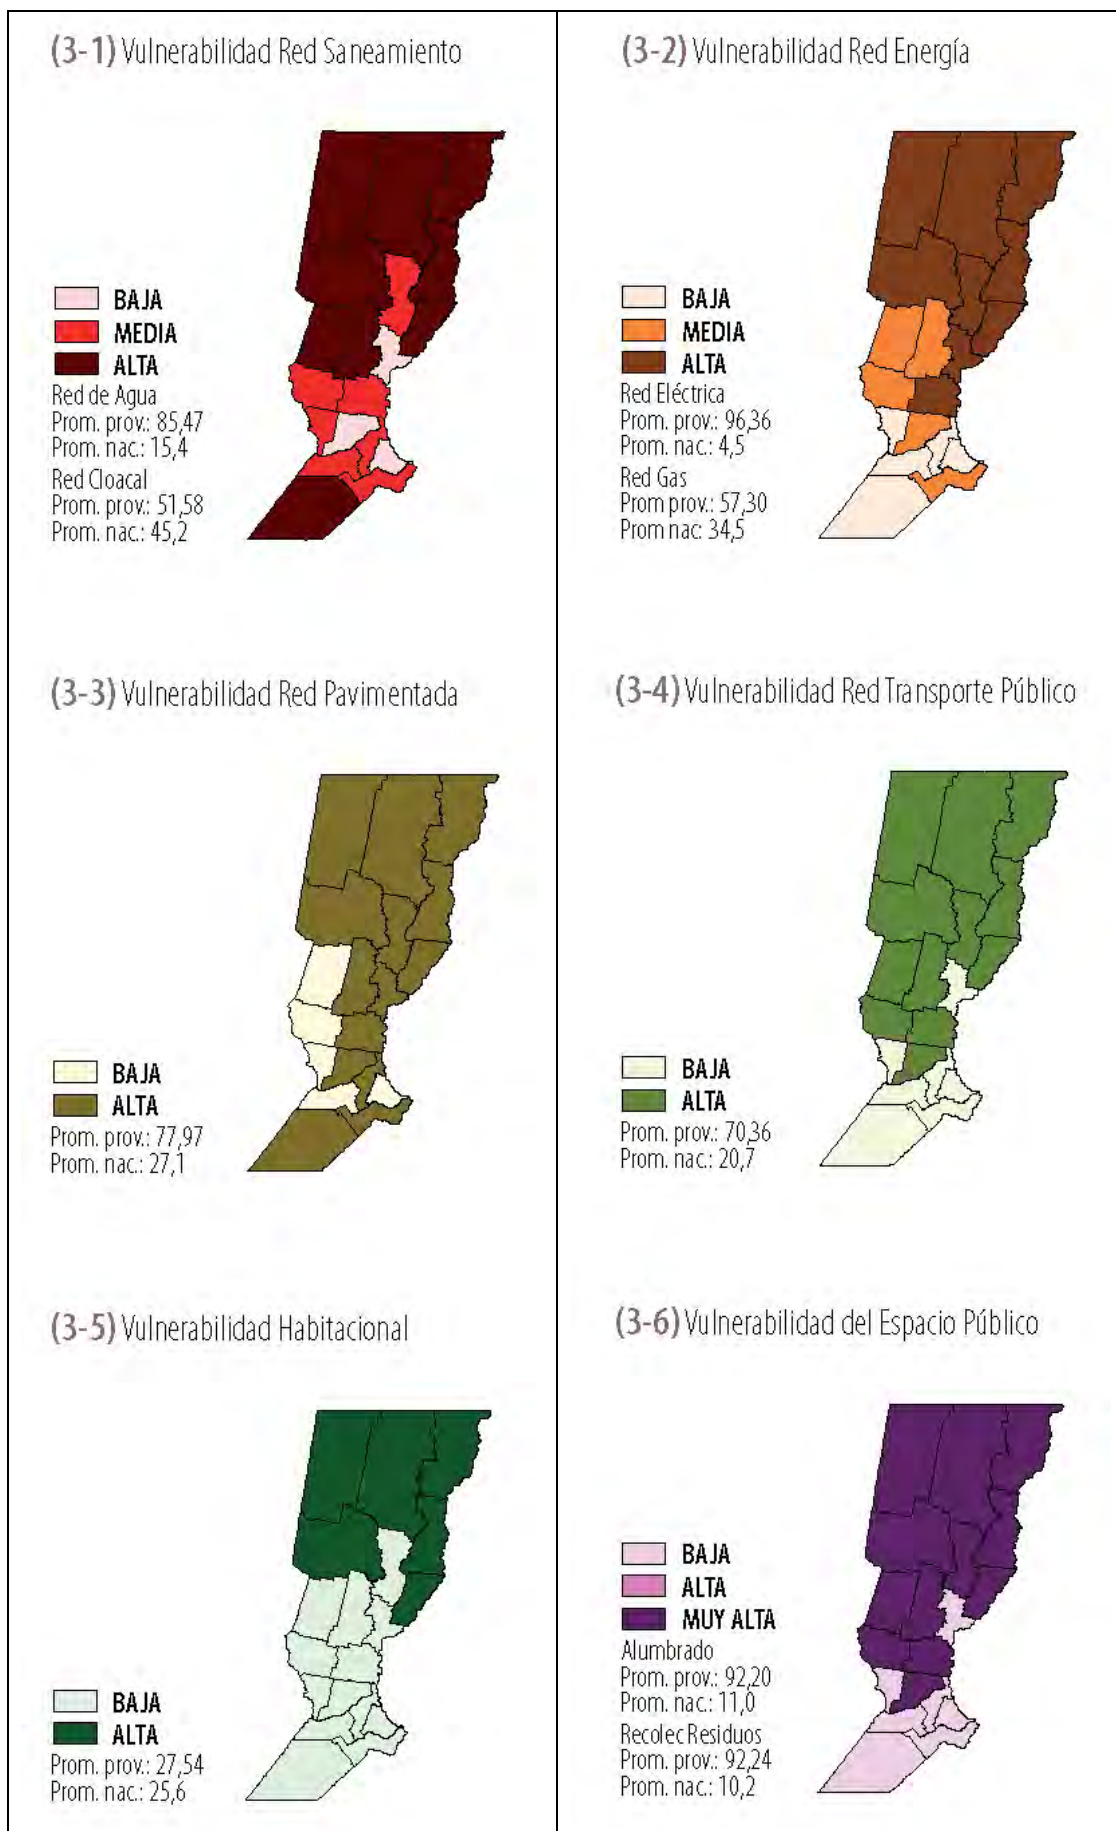 (3-1) Vulnerabilidad Red Saneamiento
BAJA
MEDIA
ALTA
Red de Agua
Prom. prov.: 85,47
Prom. nac.: 15,4
Red Cloacal
Prom. prov.: 51,58
Prom. nac.: 45,2
(3-2) Vulnerabilidad Red Energía
BAJA
MEDIA
ALTA
Red Eléctrica
Prom. prov.: 96,36
Prom. nac.: 4,5
Red Gas
Prom prov.: 57,30
Prom nac: 34,5
(3-3) Vulnerabilidad Red Pavimentada
BAJA
ALTA
Prom. prov.: 77,97
Prom. nac.: 27,1
(3-4) Vulnerabilidad Red Transporte Público
BAJA
ALTA
Prom. prov.: 70,36
Prom. nac.: 20,7
(3-5) Vulnerabilidad Habitacional
BAJA
ALTA
Prom. prov.: 27,54
Prom. nac.: 25,6
(3-6) Vulnerabilidad del Espacio Público
BAJA
ALTA
MUY ALTA
Alumbrado
Prom. prov.: 92,20
Prom. nac.: 11,0
Recolec Residuos
Prom. prov.: 92,24
Prom. nac.: 10,2